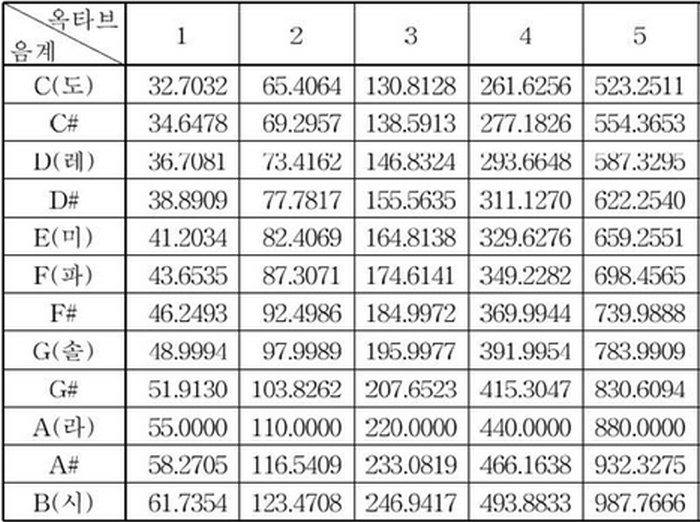 옥타브
음계 1 2 3 4 5
C(도) 32.7032 65.4064 130.8128 261.6256 523.2511
C# 34.6478 69.2957 138.5913 277.1826 554.3653
D(레) 36.7081 73.4162 146.8324 293.6648 587.3295
D# 38.8909 77.7817 155.5635 311.1270 622.2540
E(미) 41.2034 82.4069 164.8138 329.6276 659.2551
F(파) 43.6535 87.3071 174.6141 349.2282 698.4565
F# 46.2493 92.4986 184.9972 369.9944 739.9888
G(솔) 48.9994 97.9989 195.9977 391.9954 783.9909
G# 51.9130 103.8262 207.6523 415.3047 830.6094
A(라) 55.0000 110.0000 220.0000 440.0000 880.0000
A# 58.2705 116.5409 233.0819 466.1638 932.3275
B(시) 61.7354 123.4708 246.9417 493.8833 987.7666